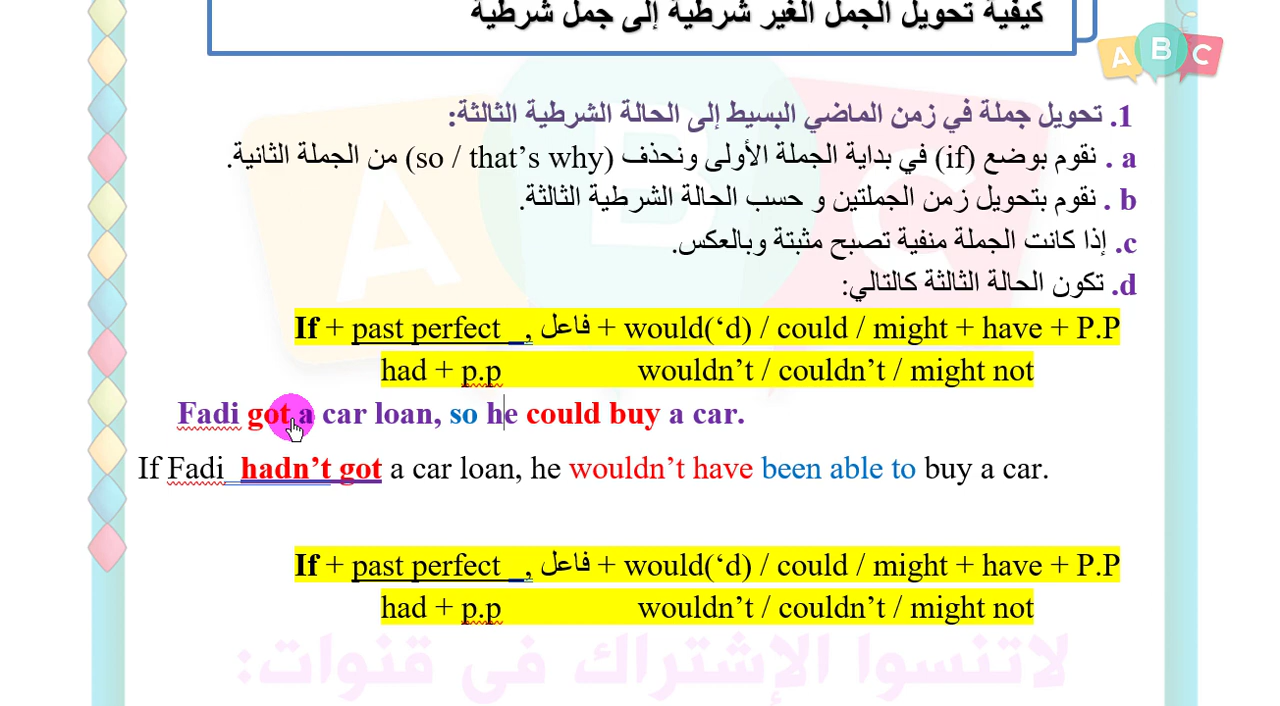 كيفية تحويل الجمل الغير شرطية إلى جمل شرطية
A B C
1. تحويل جملة في زمن الماضي البسيط إلى الحالة الشرطية الثالثة:
a . نقوم بوضع (if) في بداية الجملة الأولى ونحذف (so / that’s why) من الجملة الثانية.
b . نقوم بتحويل زمن الجملتين و حسب الحالة الشرطية الثالثة.
c. إذا كانت الجملة منفية تصبح مثبتة وبالعكس.
d. تكون الحالة الثالثة كالتالي:
If + past perfect , فاعل + would(‘d) / could / might + have + P.P
had + p.p wouldn’t / couldn’t / might not
Fadi got a car loan, so he could buy a car.
If Fadi hadn’t got a car loan, he wouldn’t have been able to buy a car.
If + past perfect , فاعل + would(‘d) / could / might + have + P.P
had + p.p wouldn’t / couldn’t / might not
لاتنسوا الإشتراك في قنوات: